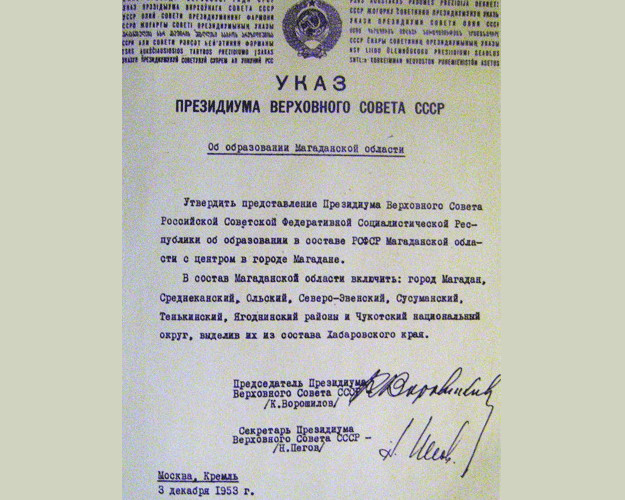 УКАЗ
ПРЕЗИДИУМА ВЕРХОВНОГО СОВЕТА СССР
Об образовании Магаданской области
Утвердить представление Президиума Верховного Совета
Российской Советской Федеративной Социалистической Рес-
публики об образовании в составе РСФСР Магаданской обла-
сти с центром в городе Магадане.
В состав Магаданской области включить: город Магадан,
Среднеканский, Ольский, Северо-Эвенский, Сусуманский,
Тенькинский, Ягоднинский районы и Чукотский национальный
округ, выделив их из состава Хабаровского края.
Председатель Президиума
Верховного Совета СССР
/К.Ворошилов/
Секретарь Президиума
Верховного Совета СССР -
/Н.Пегов/
Москва, Кремль
3 декабря 1953 г.